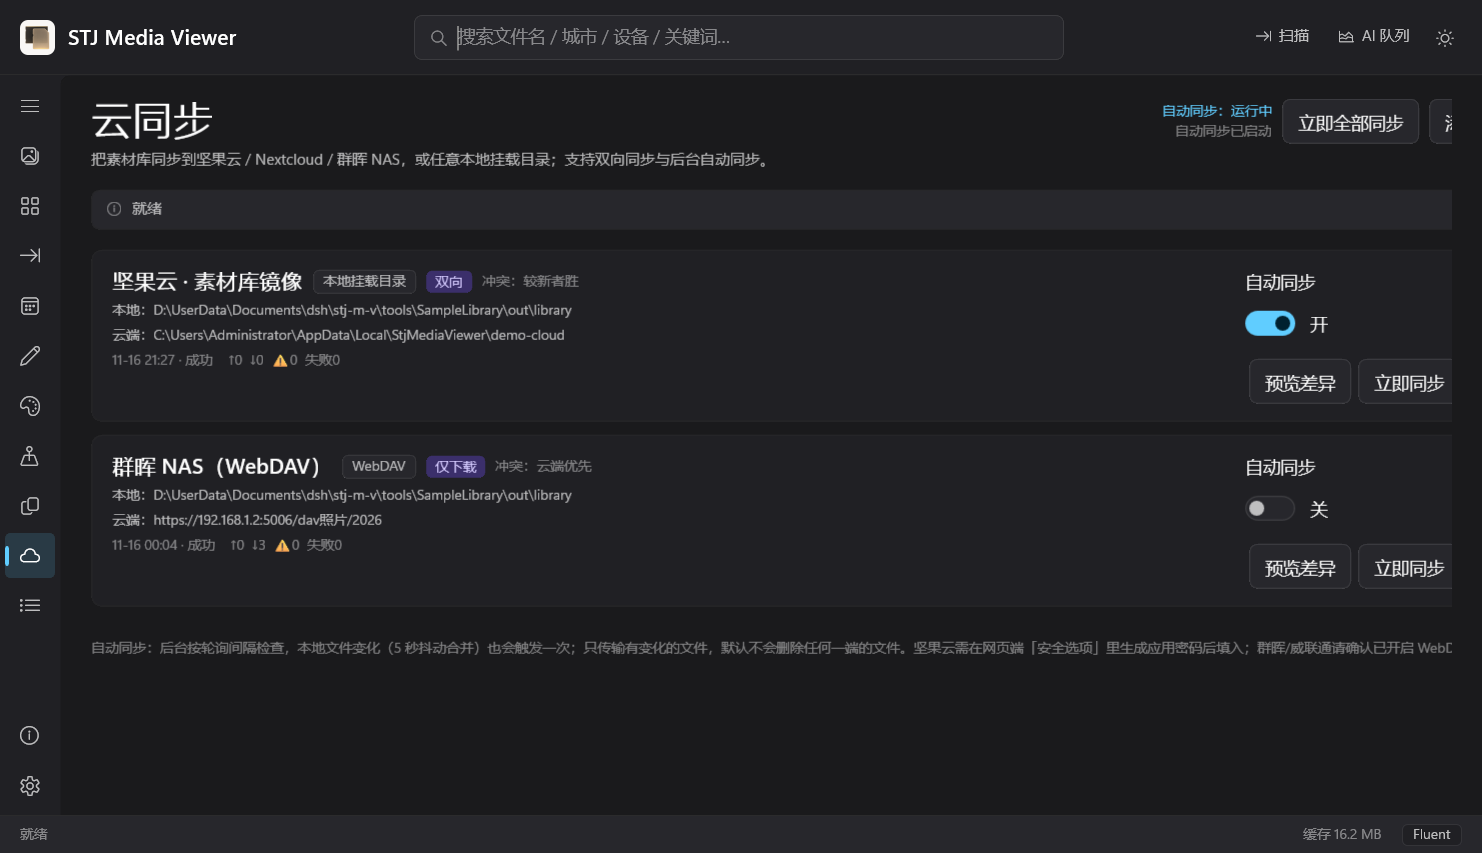 STJ Media Viewer
搜索文件名 / 城市 / 设备 / 关键词...
扫描
AI 队列
云同步
自动同步：运行中
自动同步已启动
立即全部同步
把素材库同步到坚果云 / Nextcloud / 群晖 NAS，或任意本地挂载目录；支持双向同步与后台自动同步。
就绪
坚果云 · 素材库镜像 本地挂载目录 双向 冲突：较新者胜
本地：D:\UserData\Documents\dsh\stj-m-v\tools\SampleLibrary\out\library
云端：C:\Users\Administrator\AppData\Local\StjMediaViewer\demo-cloud
11-16 21:27 · 成功 ↑0 ↓0 ⚠0 失败0
自动同步
开
预览差异
立即同步
群晖 NAS（WebDAV） WebDAV 仅下载 冲突：云端优先
本地：D:\UserData\Documents\dsh\stj-m-v\tools\SampleLibrary\out\library
云端：https://192.168.1.2:5006/dav照片/2026
11-16 00:04 · 成功 ↑0 ↓3 ⚠0 失败0
自动同步
关
预览差异
立即同步
自动同步：后台按轮询间隔检查，本地文件变化（5 秒抖动合并）也会触发一次；只传输有变化的文件，默认不会删除任何一端的文件。坚果云需在网页端「安全选项」里生成应用密码后填入；群晖/威联通请确认已开启
就绪
缓存 16.2 MB
Fluent